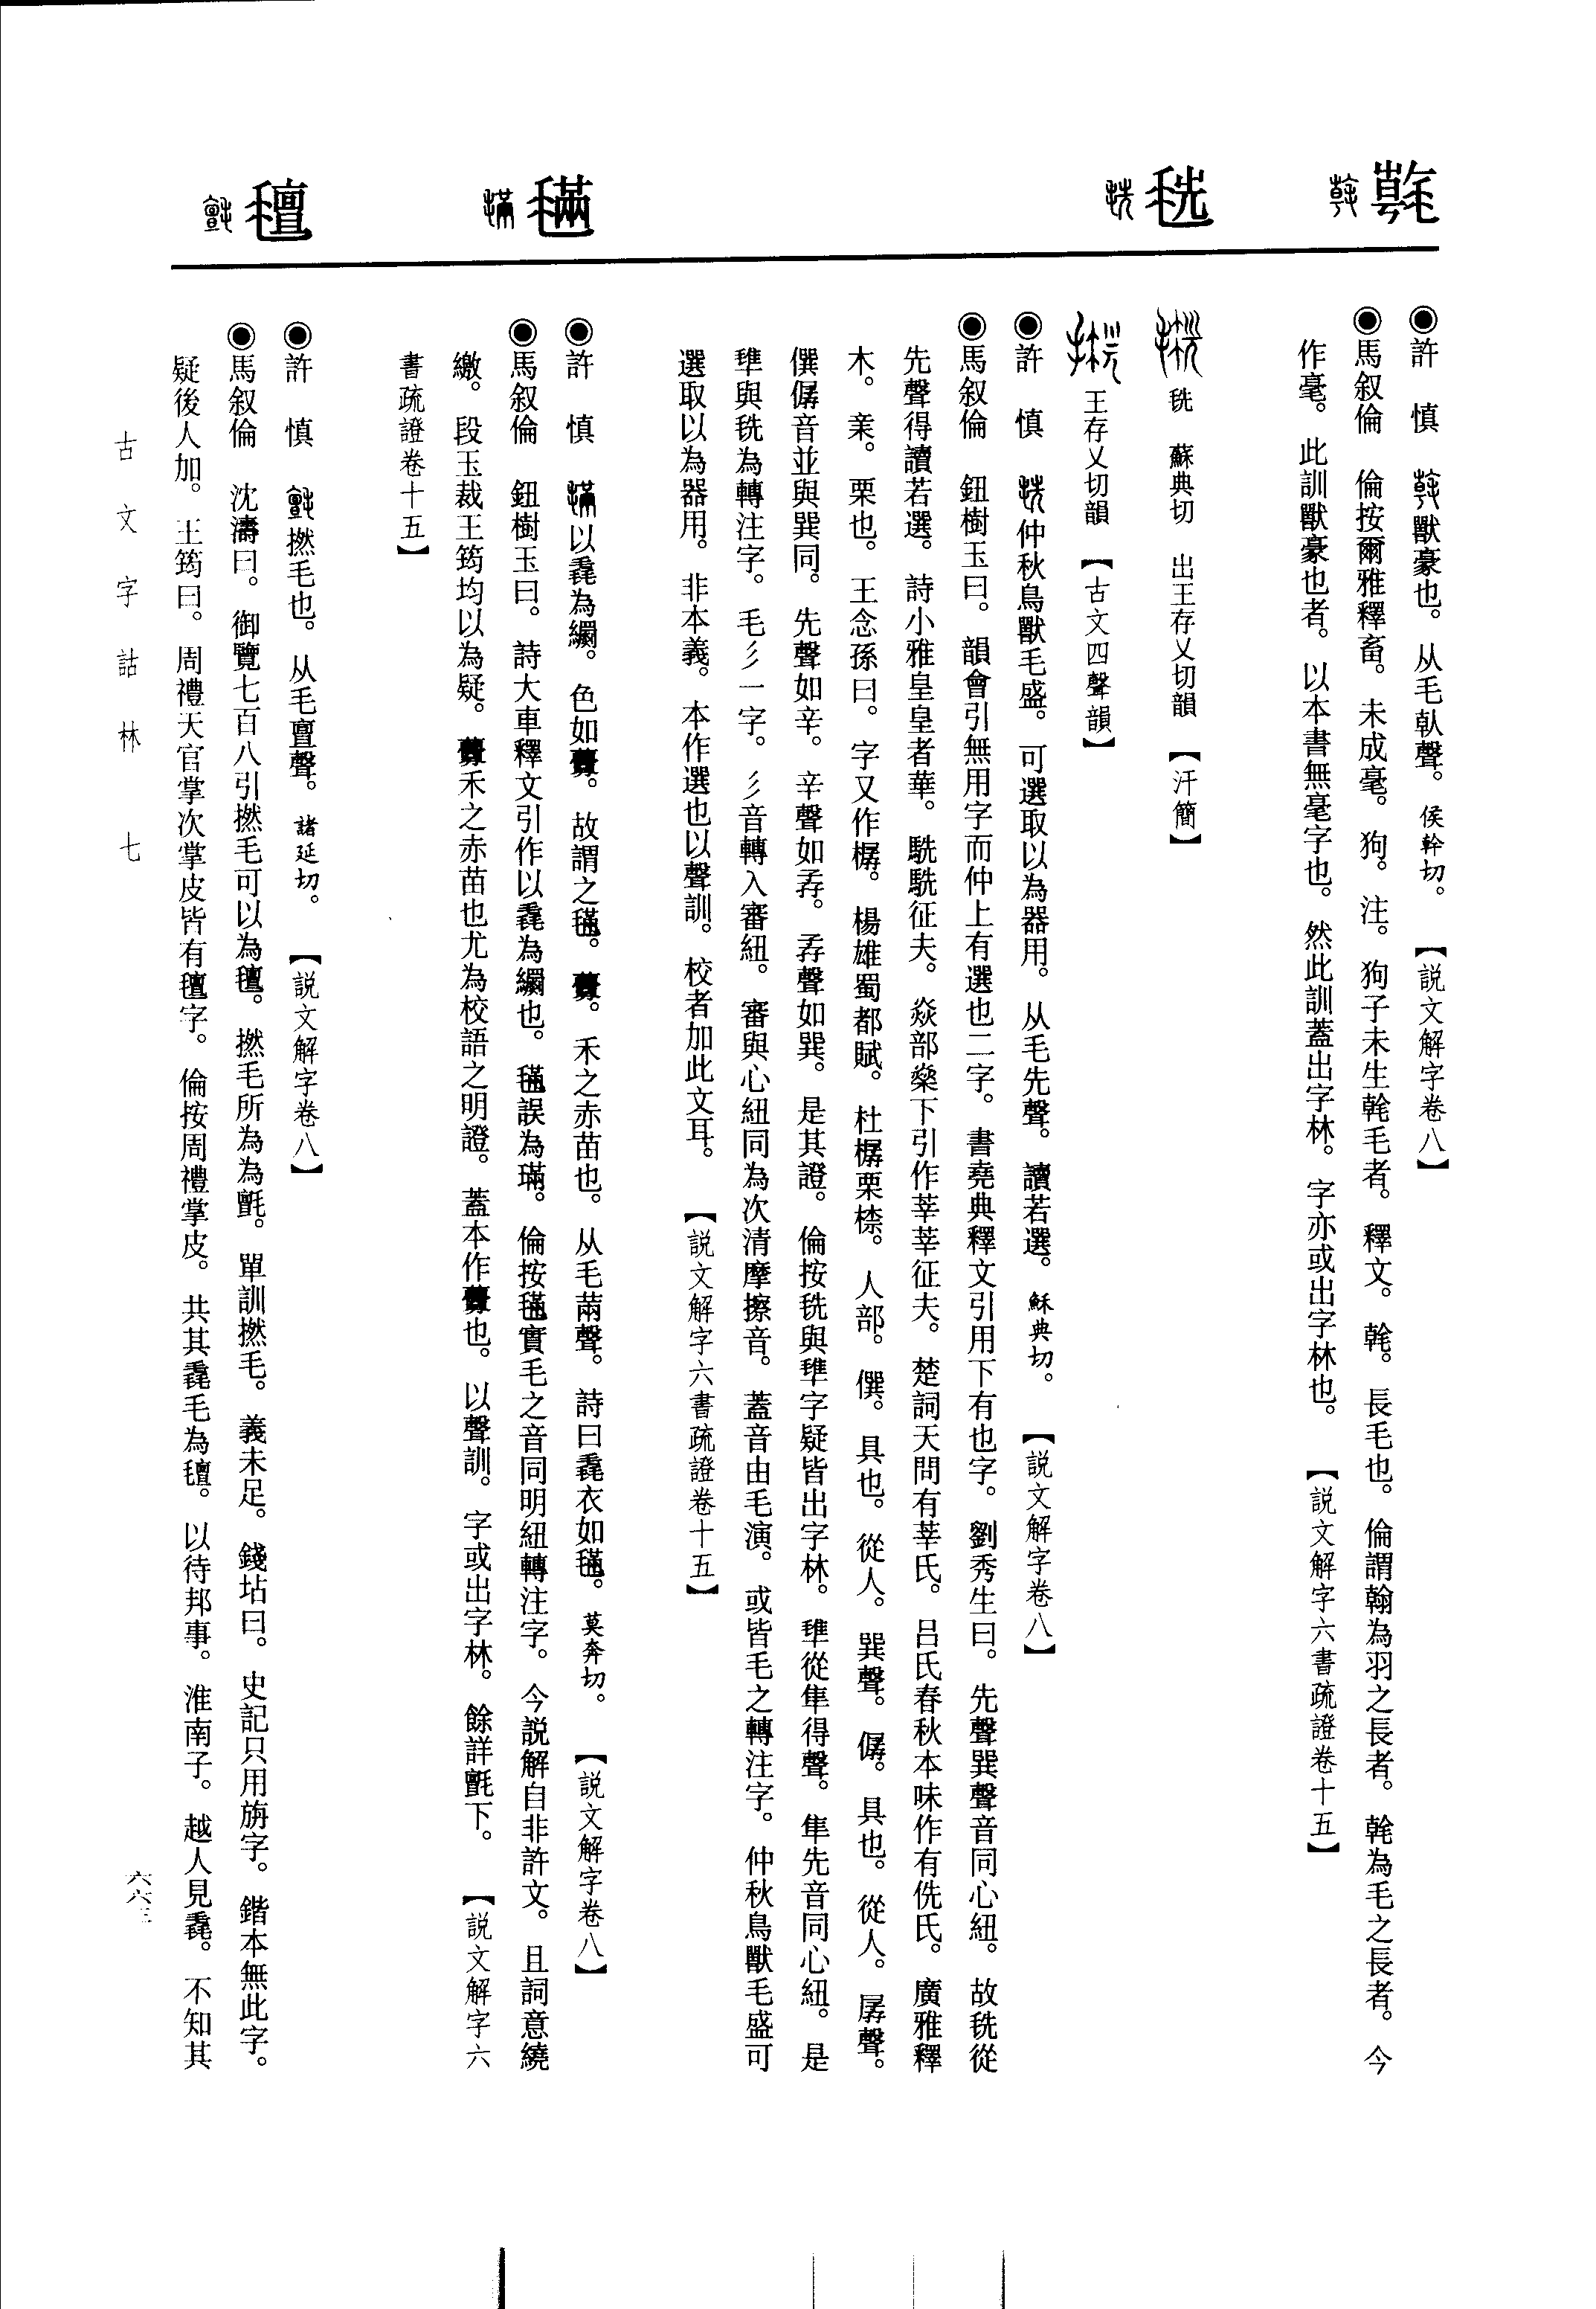 毨
毨
㲜
氈
◉許　慎　獸豪也。从毛倝聲。侯幹切。【説文解字卷八】
◉馬叙倫　倫按爾雅釋畜。未成毫。狗。注。狗子未生毫毛者。釋文。毫。長毛也。倫謂翰為羽之長者。毫為毛之長者。今
作毫。此訓獸豪也者。以本書無毫字也。然此訓蓋出字林。字亦或出字林也。【説文解字六書疏證卷十五】
毨　蘇典切　出王存乂切韻　【汗簡】
王存乂切韻　【古文四聲韻】
◉許　慎　仲秋鳥獸毛盛。可選取以為器用。从毛先聲。讀若選。穌典切。【説文解字卷八】
◉馬叙倫　鈕樹玉曰。韻會引無用字而仲上有選也二字。書堯典釋文引用下有也字。劉秀生曰。先聲巽聲音同心紐。故毨從
先聲得讀若選。詩小雅皇皇者華。駪駪征夫。焱部燊下引作莘莘征夫。楚詞天問有莘氏。吕氏春秋本味作有侁氏。廣雅釋
木。亲。栗也。王念孫曰。字又作樼。楊雄蜀都賦。杜樼栗㮈。人部。僎。具也。從人。巽聲。僝。具也。從人。孱聲。
僎僝音並與巽同。先聲如辛。辛聲如孨。孨聲如巽。是其證。倫按毨與㲝字疑皆出字林。㲝從隼得聲。隼先音同心紐。是
㲝與毨為轉注字。毛彡一字。彡音轉入審紐。審與心紐同為次清摩擦音。蓋音由毛演。或皆毛之轉注字。仲秋鳥獸毛盛可
選取以為器用。非本義。本作選也以聲訓。校者加此文耳。【説文解字六書疏證卷十五】
◉許　慎　以毳為繝。色如虋。故謂之㲜。虋。禾之赤苗也。从毛㒼聲。詩曰毳衣如㲜。莫奔切。【説文解字卷八】
◉馬叙倫　鈕樹玉曰。詩大車釋文引作以毳為繝也。㲜誤為璊。倫按㲜實毛之音同明紐轉注字。今説解自非許文。且詞意繞
繳。段玉裁王筠均以為疑。虋禾之赤苗也尤為校語之明證。蓋本作虋也。以聲訓。字或出字林。餘詳氈下。【説文解字六
書疏證卷十五】
◉許　慎　撚毛也。从毛亶聲。諸延切。【説文解字卷八】
◉馬叙倫　沈濤曰。御覽七百八引撚毛可以為氈。撚毛所為為氈。單訓撚毛。義未足。錢坫曰。史記只用旃字。鍇本無此字。
疑後人加。王筠曰。周禮天官掌次掌皮皆有氈字。倫按周禮掌皮。共其毳毛為氈。以待邦事。淮南子。越人見毳。不知其
古文字詁林　七
六六三